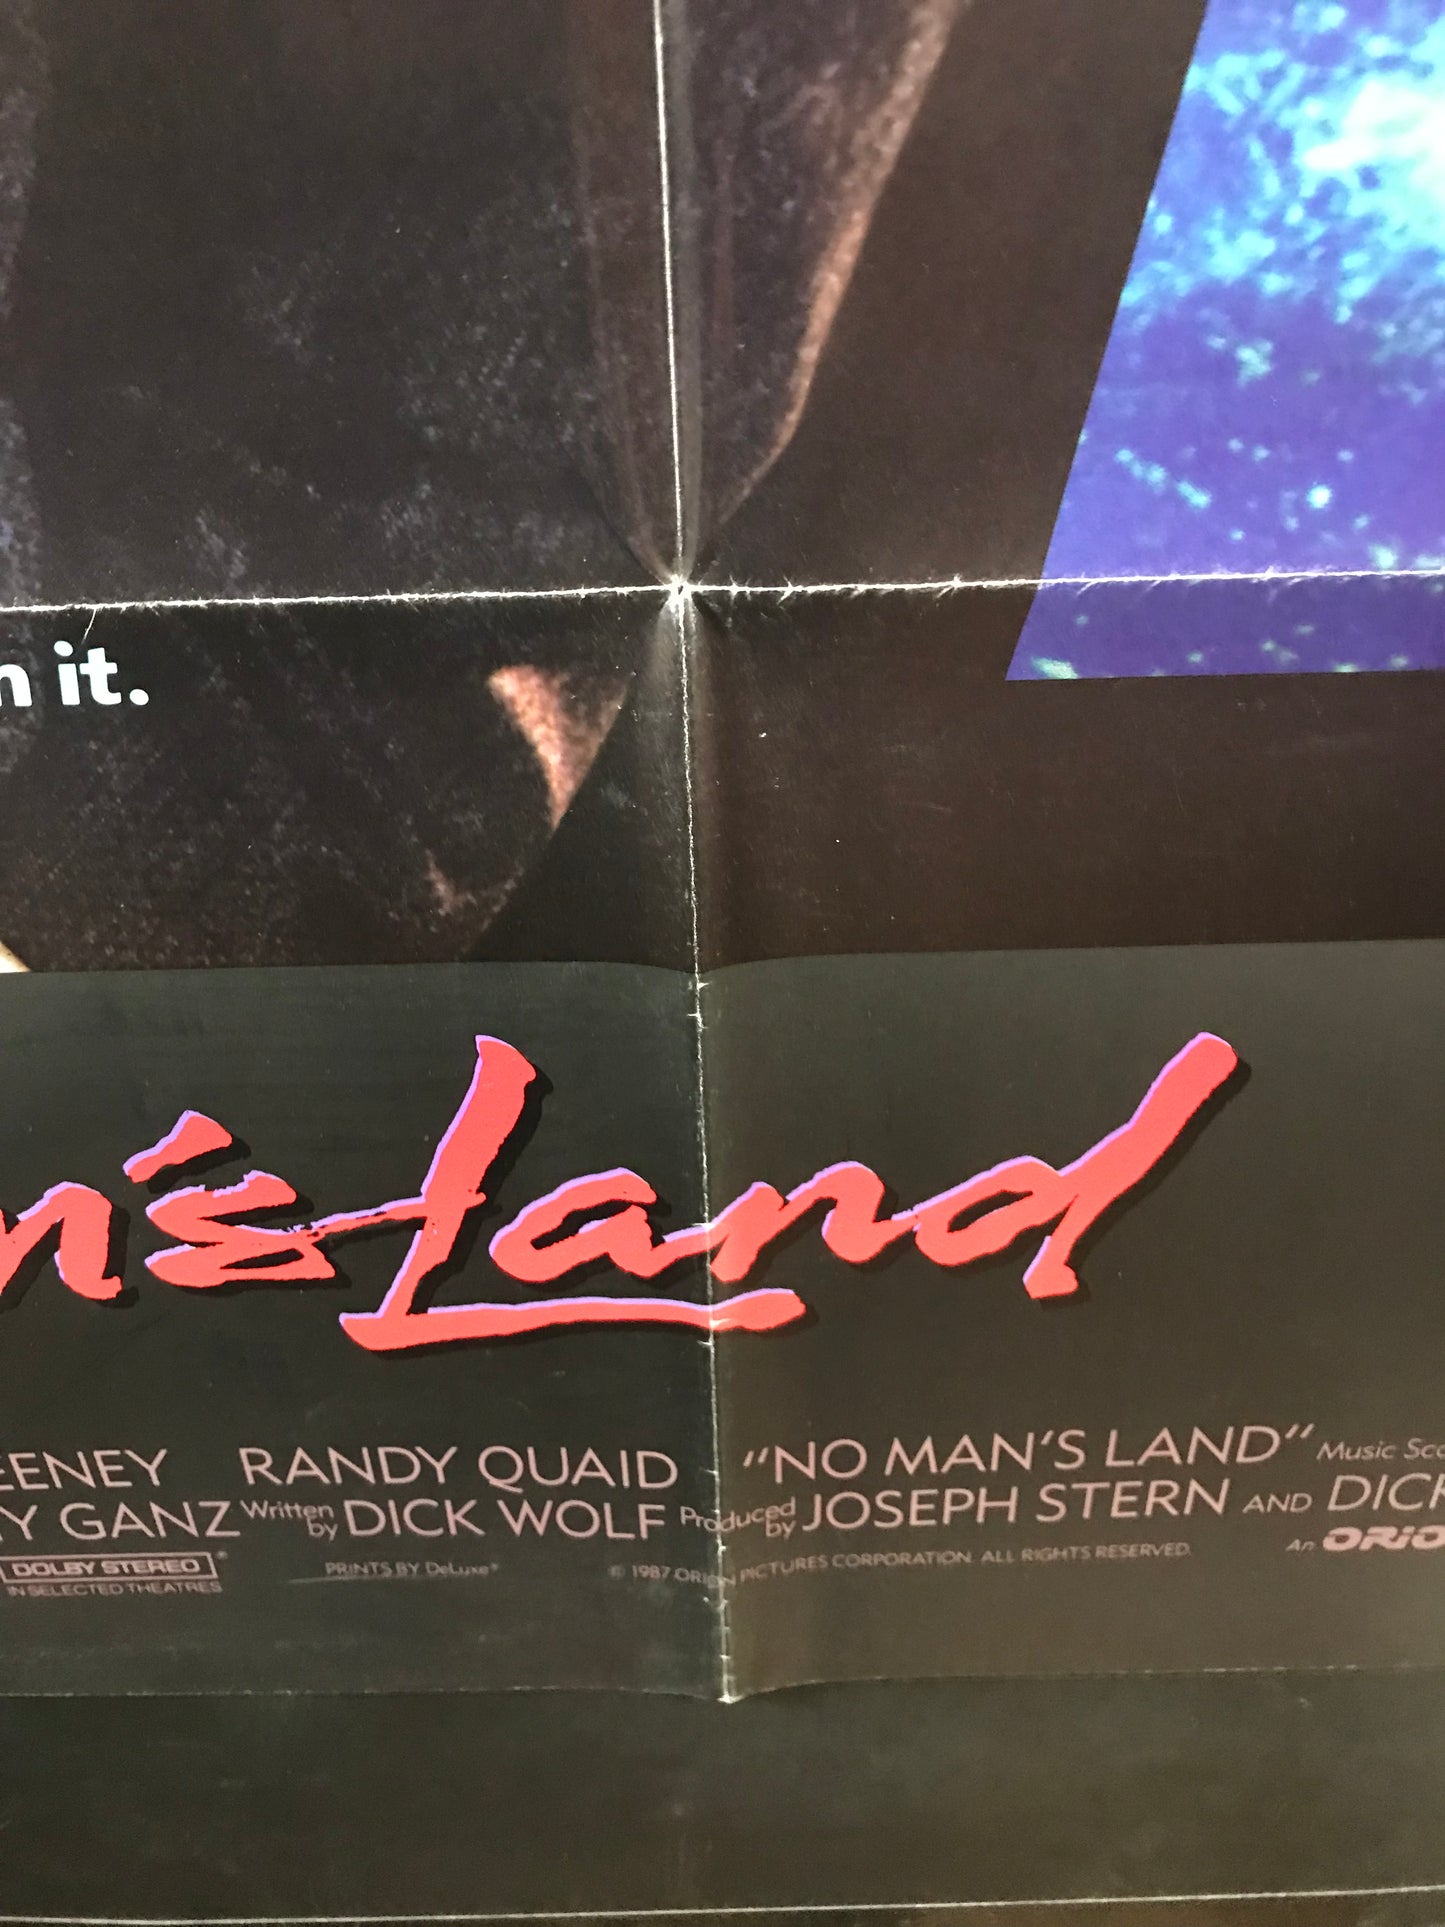 n it.
n's Land
EENEY RANDY QUAID "NO MAN'S LAND" Music Sco
Y GANZ Written by DICK WOLF Produced by JOSEPH STERN AND DICK
DOLBY STEREO
IN SELECTED THEATRES
PRINTS BY DeLuxe® © 1987 ORION PICTURES CORPORATION. ALL RIGHTS RESERVED. An ORIO